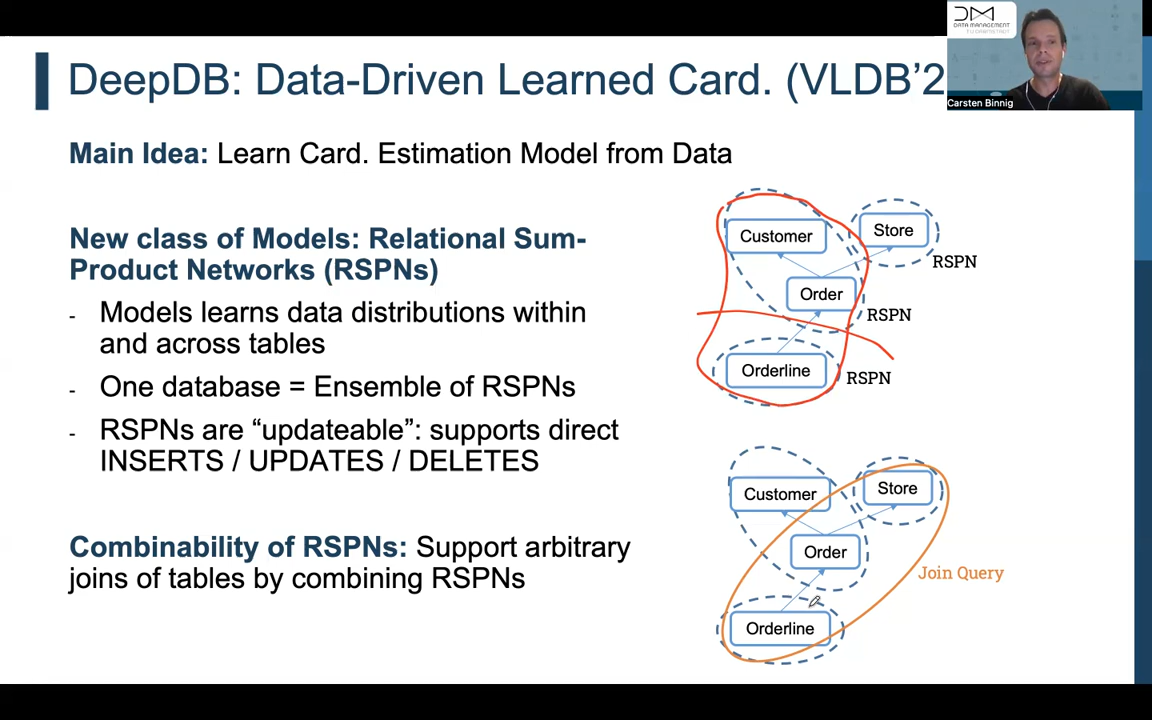 DM
DATA MANAGEMENT
TU DARMSTADT
Carsten Binnig
DeepDB: Data-Driven Learned Card. (VLDB'2
Main Idea: Learn Card. Estimation Model from Data
New class of Models: Relational Sum-
Product Networks (RSPNs)
- Models learns data distributions within
and across tables
- One database = Ensemble of RSPNs
- RSPNs are “updateable”: supports direct
INSERTS / UPDATES / DELETES
Combinability of RSPNs: Support arbitrary
joins of tables by combining RSPNs
Customer
Store
RSPN
Order
RSPN
Orderline
RSPN
Customer
Store
Order
Join Query
Orderline